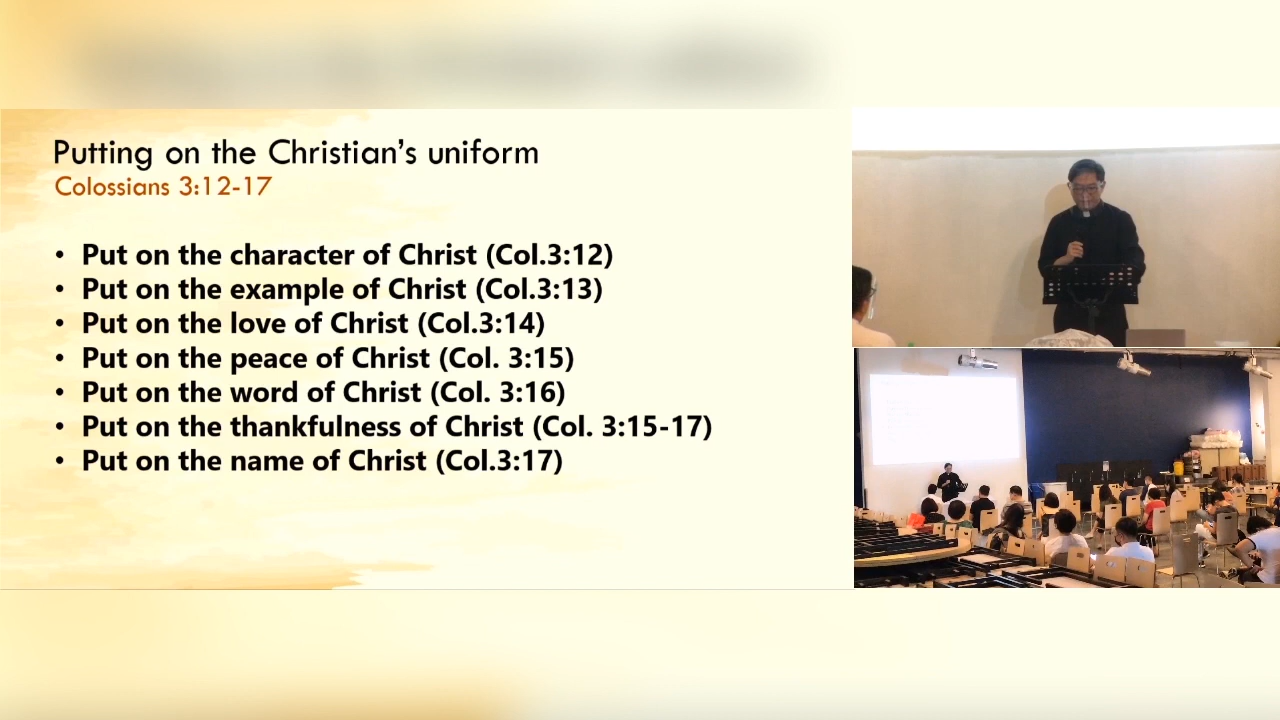 Putting on the Christian's uniform
Colossians 3:12-17
• Put on the character of Christ (Col.3:12)
• Put on the example of Christ (Col.3:13)
• Put on the love of Christ (Col.3:14)
• Put on the peace of Christ (Col. 3:15)
• Put on the word of Christ (Col. 3:16)
• Put on the thankfulness of Christ (Col. 3:15-17)
• Put on the name of Christ (Col.3:17)